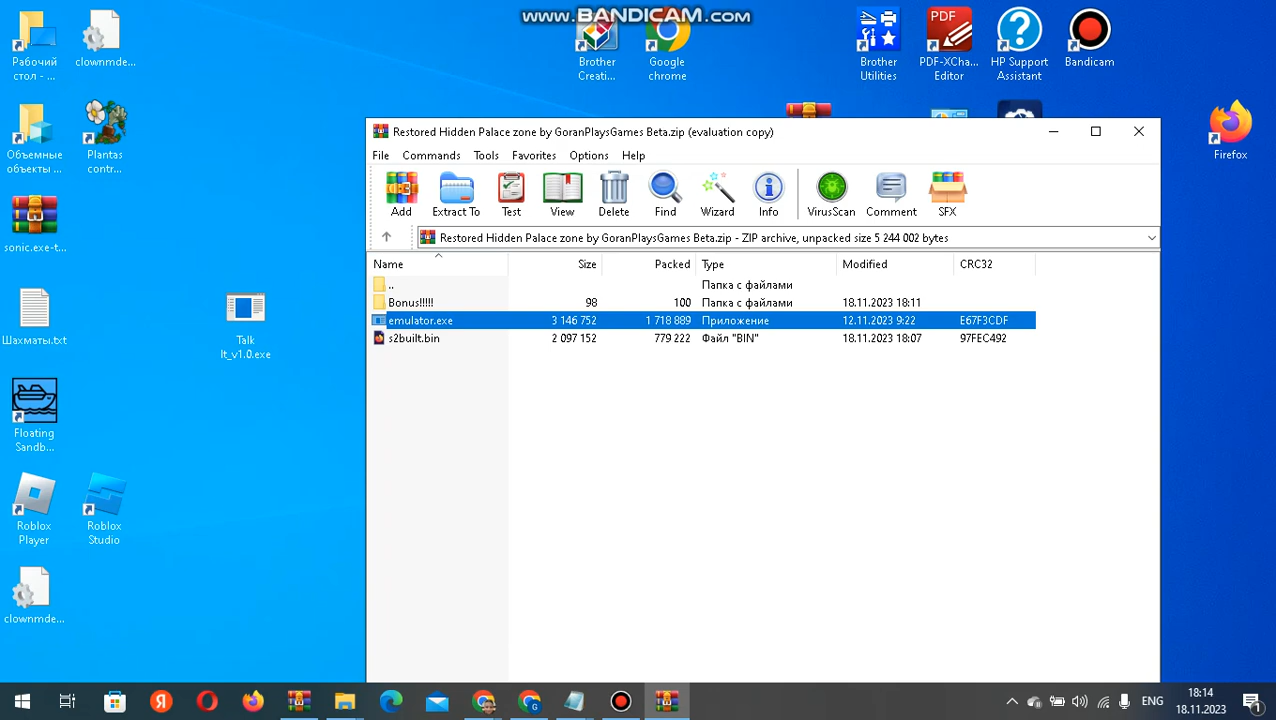 www.BANDICAM.com
Рабочий
стол - ...
clownmde...
Brother
Creati...
Google
chrome
Brother
Utilities
PDF
PDF-XCha...
Editor
HP Support
Assistant
Bandicam
Объемные
объекты ...
Plantas
contr...
Firefox
sonic.exe-t...
Шахматы.txt
Talk
It_v1.0.exe
Floating
Sandb...
Roblox
Player
Roblox
Studio
clownmde...
Restored Hidden Palace zone by GoranPlaysGames Beta.zip (evaluation copy)
File Commands Tools Favorites Options Help
Add Extract To Test View Delete Find Wizard Info VirusScan Comment SFX
Restored Hidden Palace zone by GoranPlaysGames Beta.zip - ZIP archive, unpacked size 5 244 002 bytes
Name Size Packed Type Modified CRC32
.. Папка с файлами
Bonus!!!!! 98 100 Папка с файлами 18.11.2023 18:11
emulator.exe 3 146 752 1 718 889 Приложение 12.11.2023 9:22 E67F3CDF
s2built.bin 2 097 152 779 222 Файл "BIN" 18.11.2023 18:07 97FEC492
ENG
18:14
18.11.2023
1